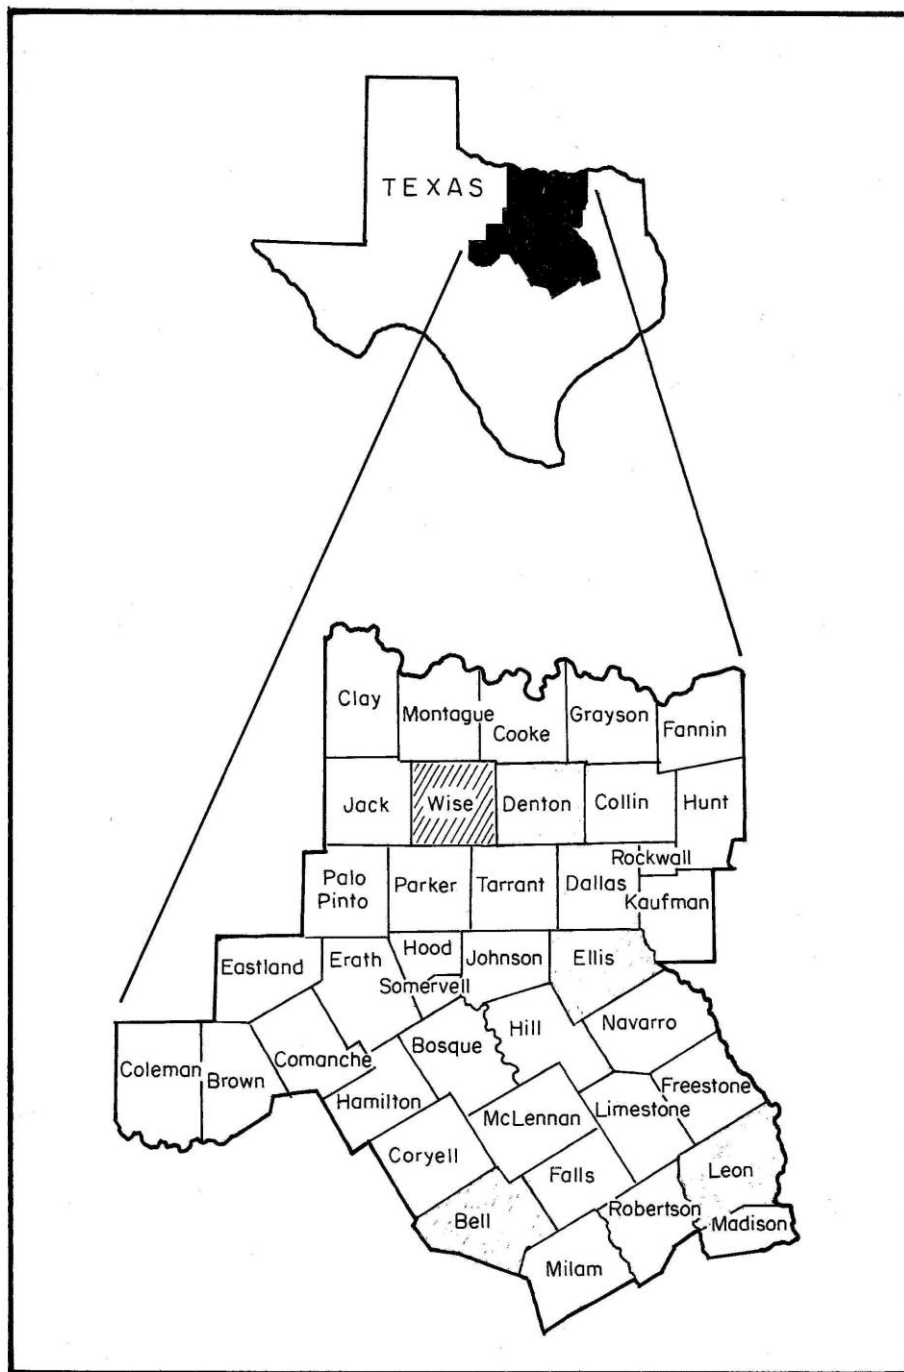 TEXAS
Clay
Montague
Cooke
Grayson
Fannin
Jack
Wise
Denton
Collin
Hunt
Rockwall
Palo
Pinto
Parker
Tarrant
Dallas
Kaufman
Eastland
Erath
Hood
Johnson
Ellis
Somervell
Coleman
Brown
Comanche
Bosque
Hill
Navarro
Hamilton
McLennan
Limestone
Freestone
Coryell
Falls
Leon
Bell
Robertson
Madison
Milam